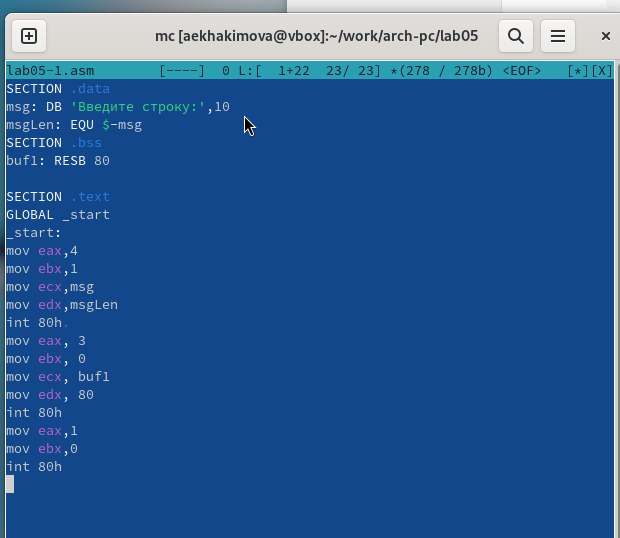 mc [aekhakimova@vbox]:~/work/arch-pc/lab05
lab05-1.asm [----] 0 L:[ 1+22 23/ 23] *(278 / 278b) <EOF> [*][X]
SECTION .data
msg: DB 'Введите строку:',10
msgLen: EQU $-msg
SECTION .bss
buf1: RESB 80
SECTION .text
GLOBAL _start
_start:
mov eax,4
mov ebx,1
mov ecx,msg
mov edx,msgLen
int 80h.
mov eax, 3
mov ebx, 0
mov ecx, buf1
mov edx, 80
int 80h
mov eax,1
mov ebx,0
int 80h